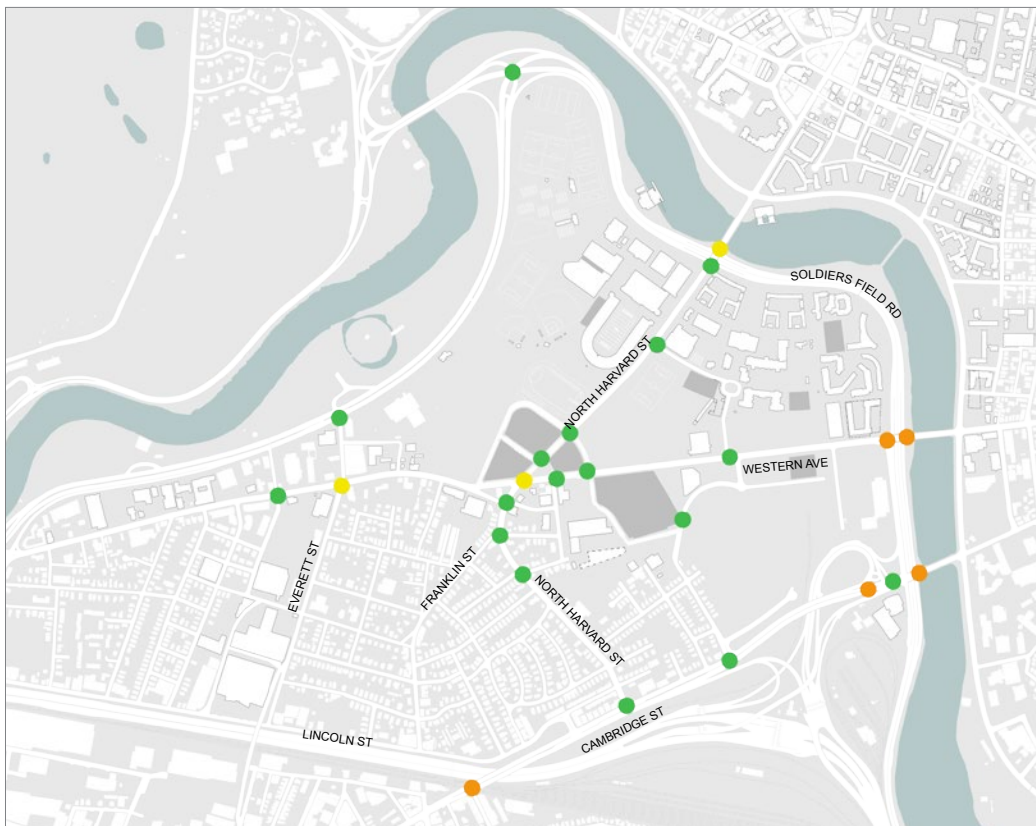 SOLDIERS FIELD RD
NORTH HARVARD ST
WESTERN AVE
FRANKLIN ST
EVERETT ST
NORTH HARVARD ST
CAMBRIDGE ST
LINCOLN ST